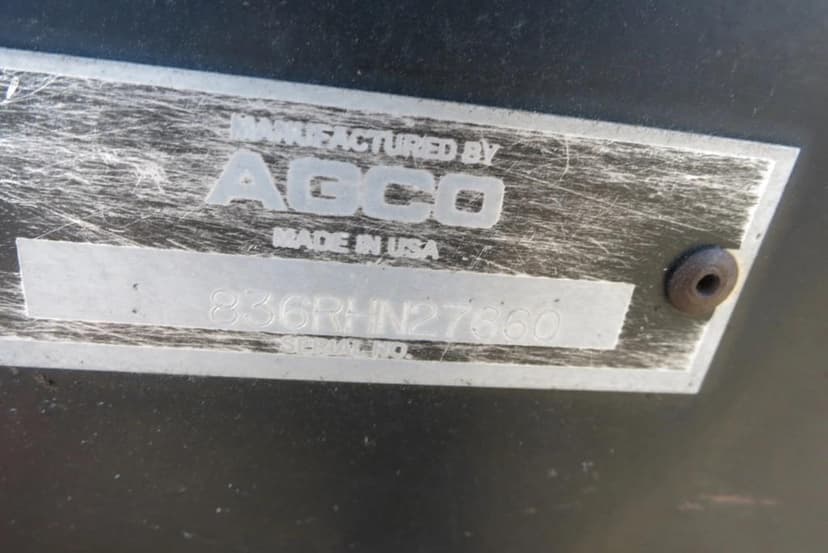 MANUFACTURED BY
AGCO
MADE IN USA
836RHN27660
SERIAL NO.